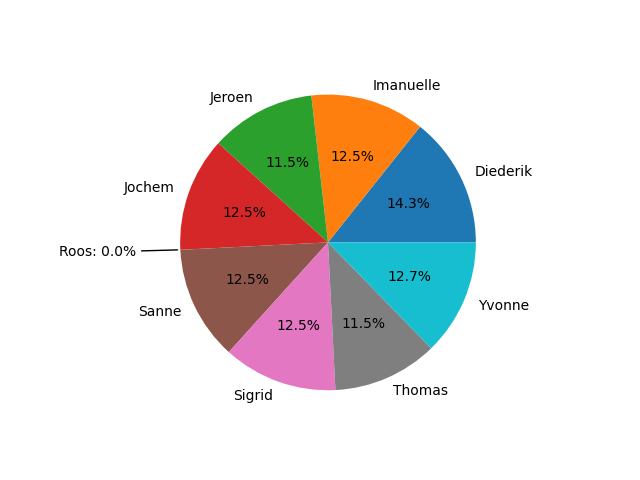 Imanuelle
Jeroen
12.5%
11.5%
Diederik
14.3%
Jochem
12.5%
Roos: 0.0%
12.5%
12.7%
Yvonne
Sanne
12.5%
11.5%
Sigrid
Thomas